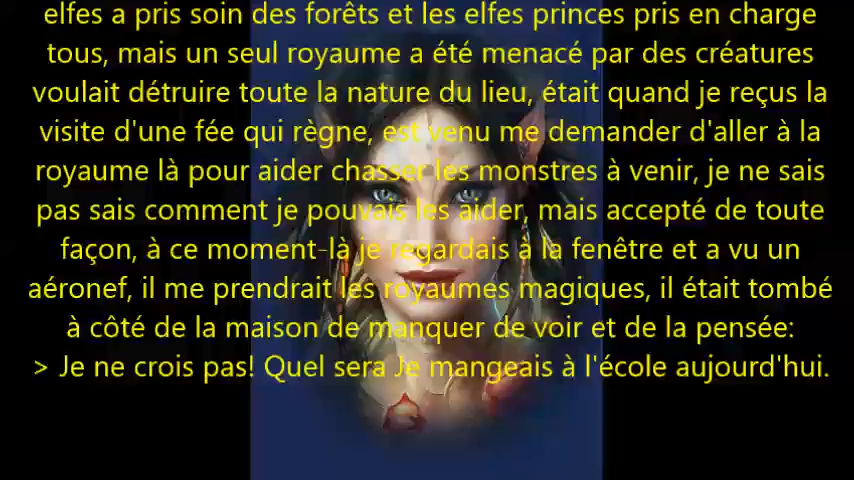 elfes a pris soin des forêts et les elfes princes pris en charge
tous, mais un seul royaume a été menacé par des créatures
voulait détruire toute la nature du lieu, était quand je reçus la
visite d'une fée qui règne, est venu me demander d'aller à la
royaume là pour aider chasser les monstres à venir, je ne sais
pas sais comment je pouvais les aider, mais accepté de toute
façon, à ce moment-là je regardais à la fenêtre et a vu un
aéronef, il me prendrait les royaumes magiques, il était tombé
à côté de la maison de manquer de voir et de la pensée:
> Je ne crois pas! Quel sera Je mangeais à l'école aujourd'hui.